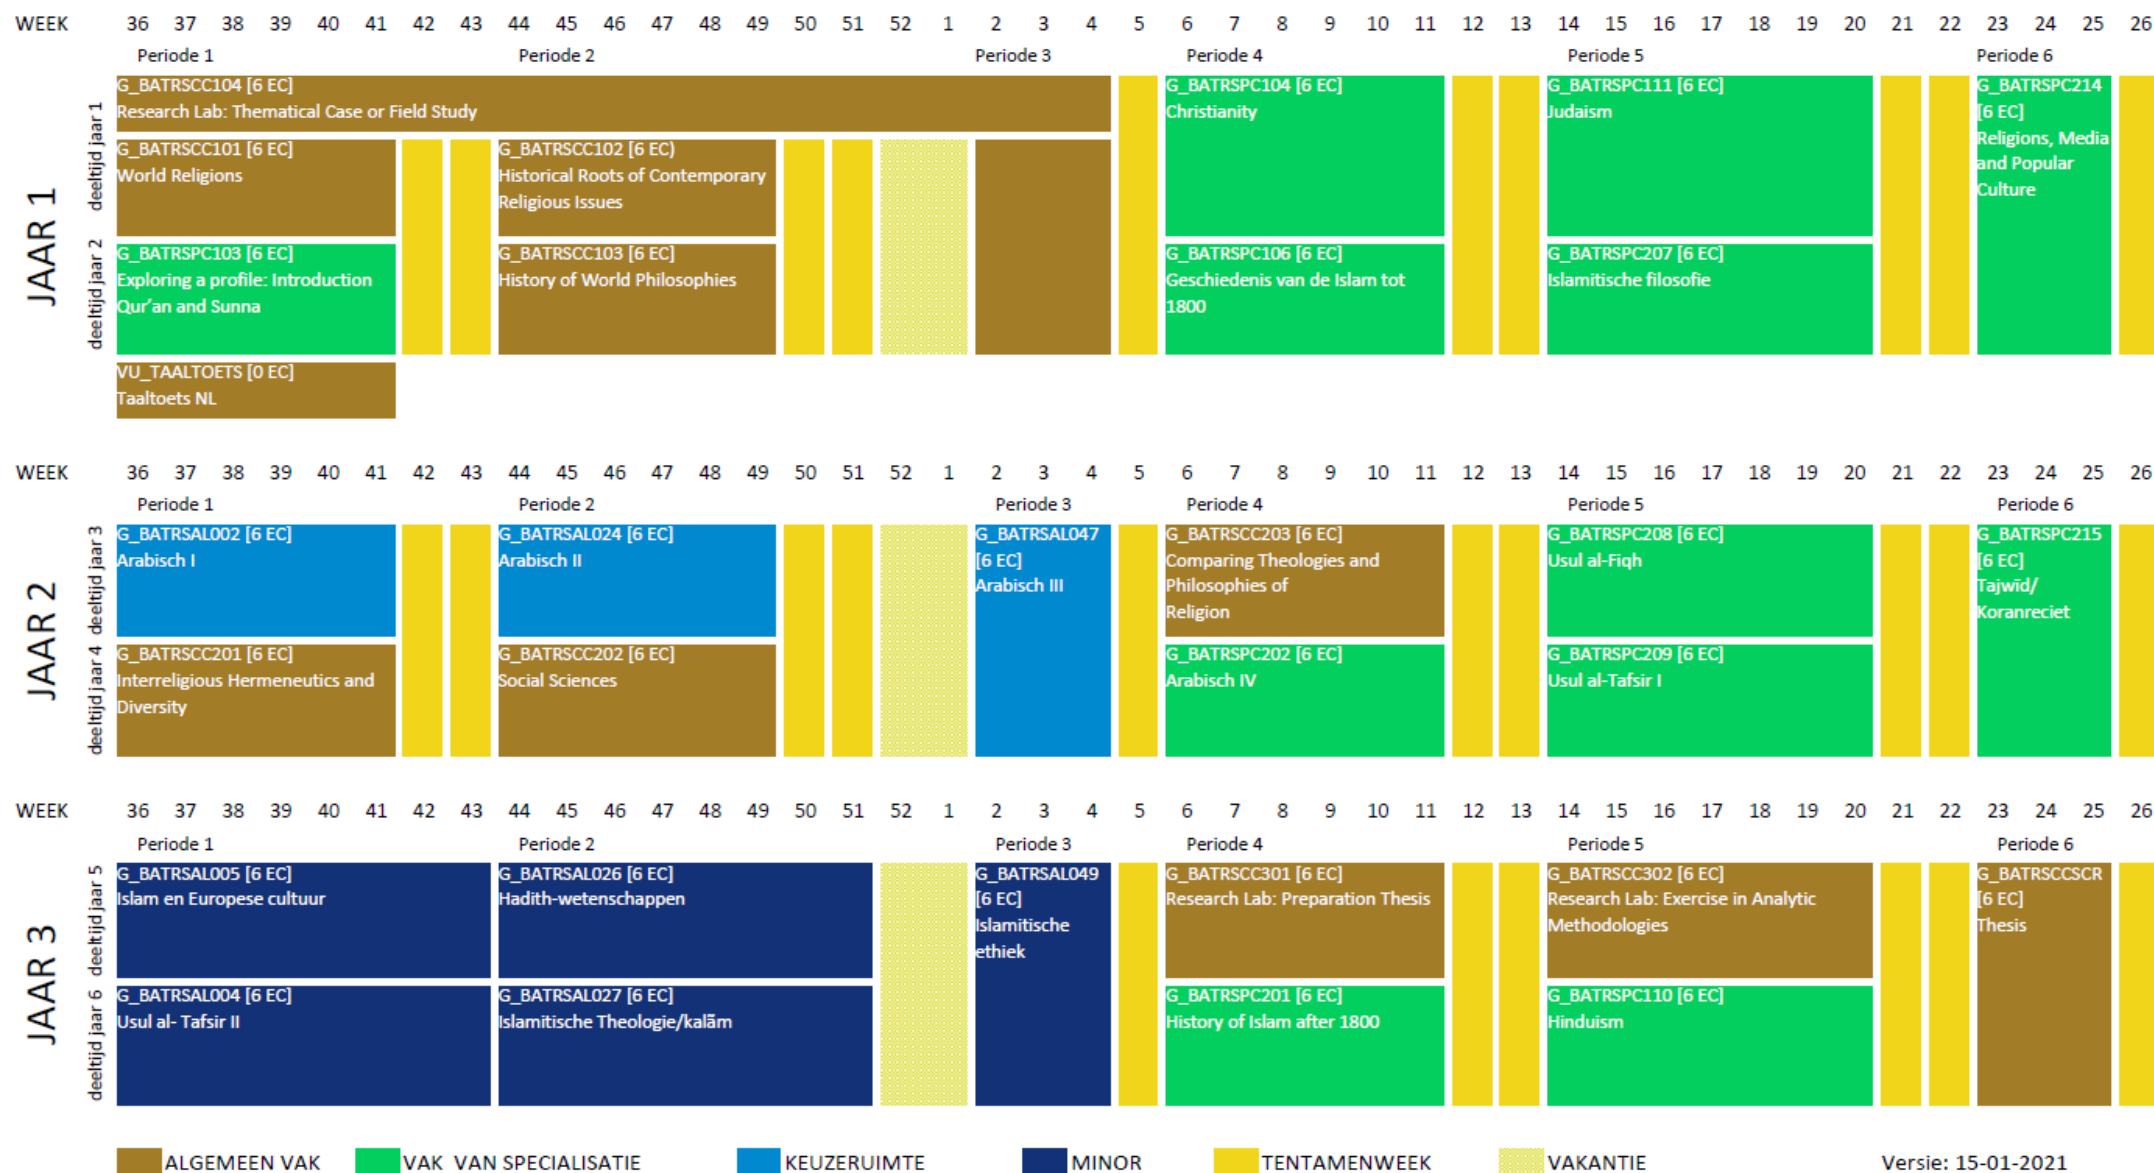 WEEK 36 37 38 39 40 41 42 43 44 45 46 47 48 49 50 51 52 1 2 3 4 5 6 7 8 9 10 11 12 13 14 15 16 17 18 19 20 21 22 23 24 25 26
Periode 1 Periode 2 Periode 3 Periode 4 Periode 5 Periode 6
JAAR 1
deeltijd jaar 1
deeltijd jaar 2
G_BATRSCC104 [6 EC]
Research Lab: Thematical Case or Field Study
G_BATRSCC101 [6 EC]
World Religions
G_BATRSCC102 [6 EC)
Historical Roots of Contemporary
Religious Issues
G_BATRSPC104 [6 EC]
Christianity
G_BATRSPC111 [6 EC]
Judaism
G_BATRSPC214
[6 EC]
Religions, Media
and Popular
Culture
G_BATRSPC103 [6 EC]
Exploring a profile: Introduction
Qur'an and Sunna
G_BATRSCC103 [6 EC]
History of World Philosophies
G_BATRSPC106 [6 EC]
Geschiedenis van de Islam tot
1800
G_BATRSPC207 [6 EC]
Islamitische filosofie
VU_TAALTOETS [0 EC]
Taaltoets NL
WEEK 36 37 38 39 40 41 42 43 44 45 46 47 48 49 50 51 52 1 2 3 4 5 6 7 8 9 10 11 12 13 14 15 16 17 18 19 20 21 22 23 24 25 26
Periode 1 Periode 2 Periode 3 Periode 4 Periode 5 Periode 6
JAAR 2
deeltijd jaar 3
deeltijd jaar 4
G_BATRSAL002 [6 EC]
Arabisch I
G_BATRSAL024 [6 EC]
Arabisch II
G_BATRSAL047
[6 EC]
Arabisch III
G_BATRSCC203 [6 EC]
Comparing Theologies and
Philosophies of
Religion
G_BATRSPC208 [6 EC]
Usul al-Fiqh
G_BATRSPC215
[6 EC]
Tajwīd/
Koranreciet
G_BATRSCC201 [6 EC]
Interreligious Hermeneutics and
Diversity
G_BATRSCC202 [6 EC]
Social Sciences
G_BATRSPC202 [6 EC]
Arabisch IV
G_BATRSPC209 [6 EC]
Usul al-Tafsir I
WEEK 36 37 38 39 40 41 42 43 44 45 46 47 48 49 50 51 52 1 2 3 4 5 6 7 8 9 10 11 12 13 14 15 16 17 18 19 20 21 22 23 24 25 26
Periode 1 Periode 2 Periode 3 Periode 4 Periode 5 Periode 6
JAAR 3
deeltijd jaar 5
deeltijd jaar 6
G_BATRSAL005 [6 EC]
Islam en Europese cultuur
G_BATRSAL026 [6 EC]
Hadith-wetenschappen
G_BATRSAL049
[6 EC]
Islamitische
ethiek
G_BATRSCC301 [6 EC]
Research Lab: Preparation Thesis
G_BATRSCC302 [6 EC]
Research Lab: Exercise in Analytic
Methodologies
G_BATRSCCSCR
[6 EC]
Thesis
G_BATRSAL004 [6 EC]
Usul al- Tafsir II
G_BATRSAL027 [6 EC]
Islamitische Theologie/kalām
G_BATRSPC201 [6 EC]
History of Islam after 1800
G_BATRSPC110 [6 EC]
Hinduism
ALGEMEEN VAK VAK VAN SPECIALISATIE KEUZERUIMTE MINOR TENTAMENWEEK VAKANTIE Versie: 15-01-2021